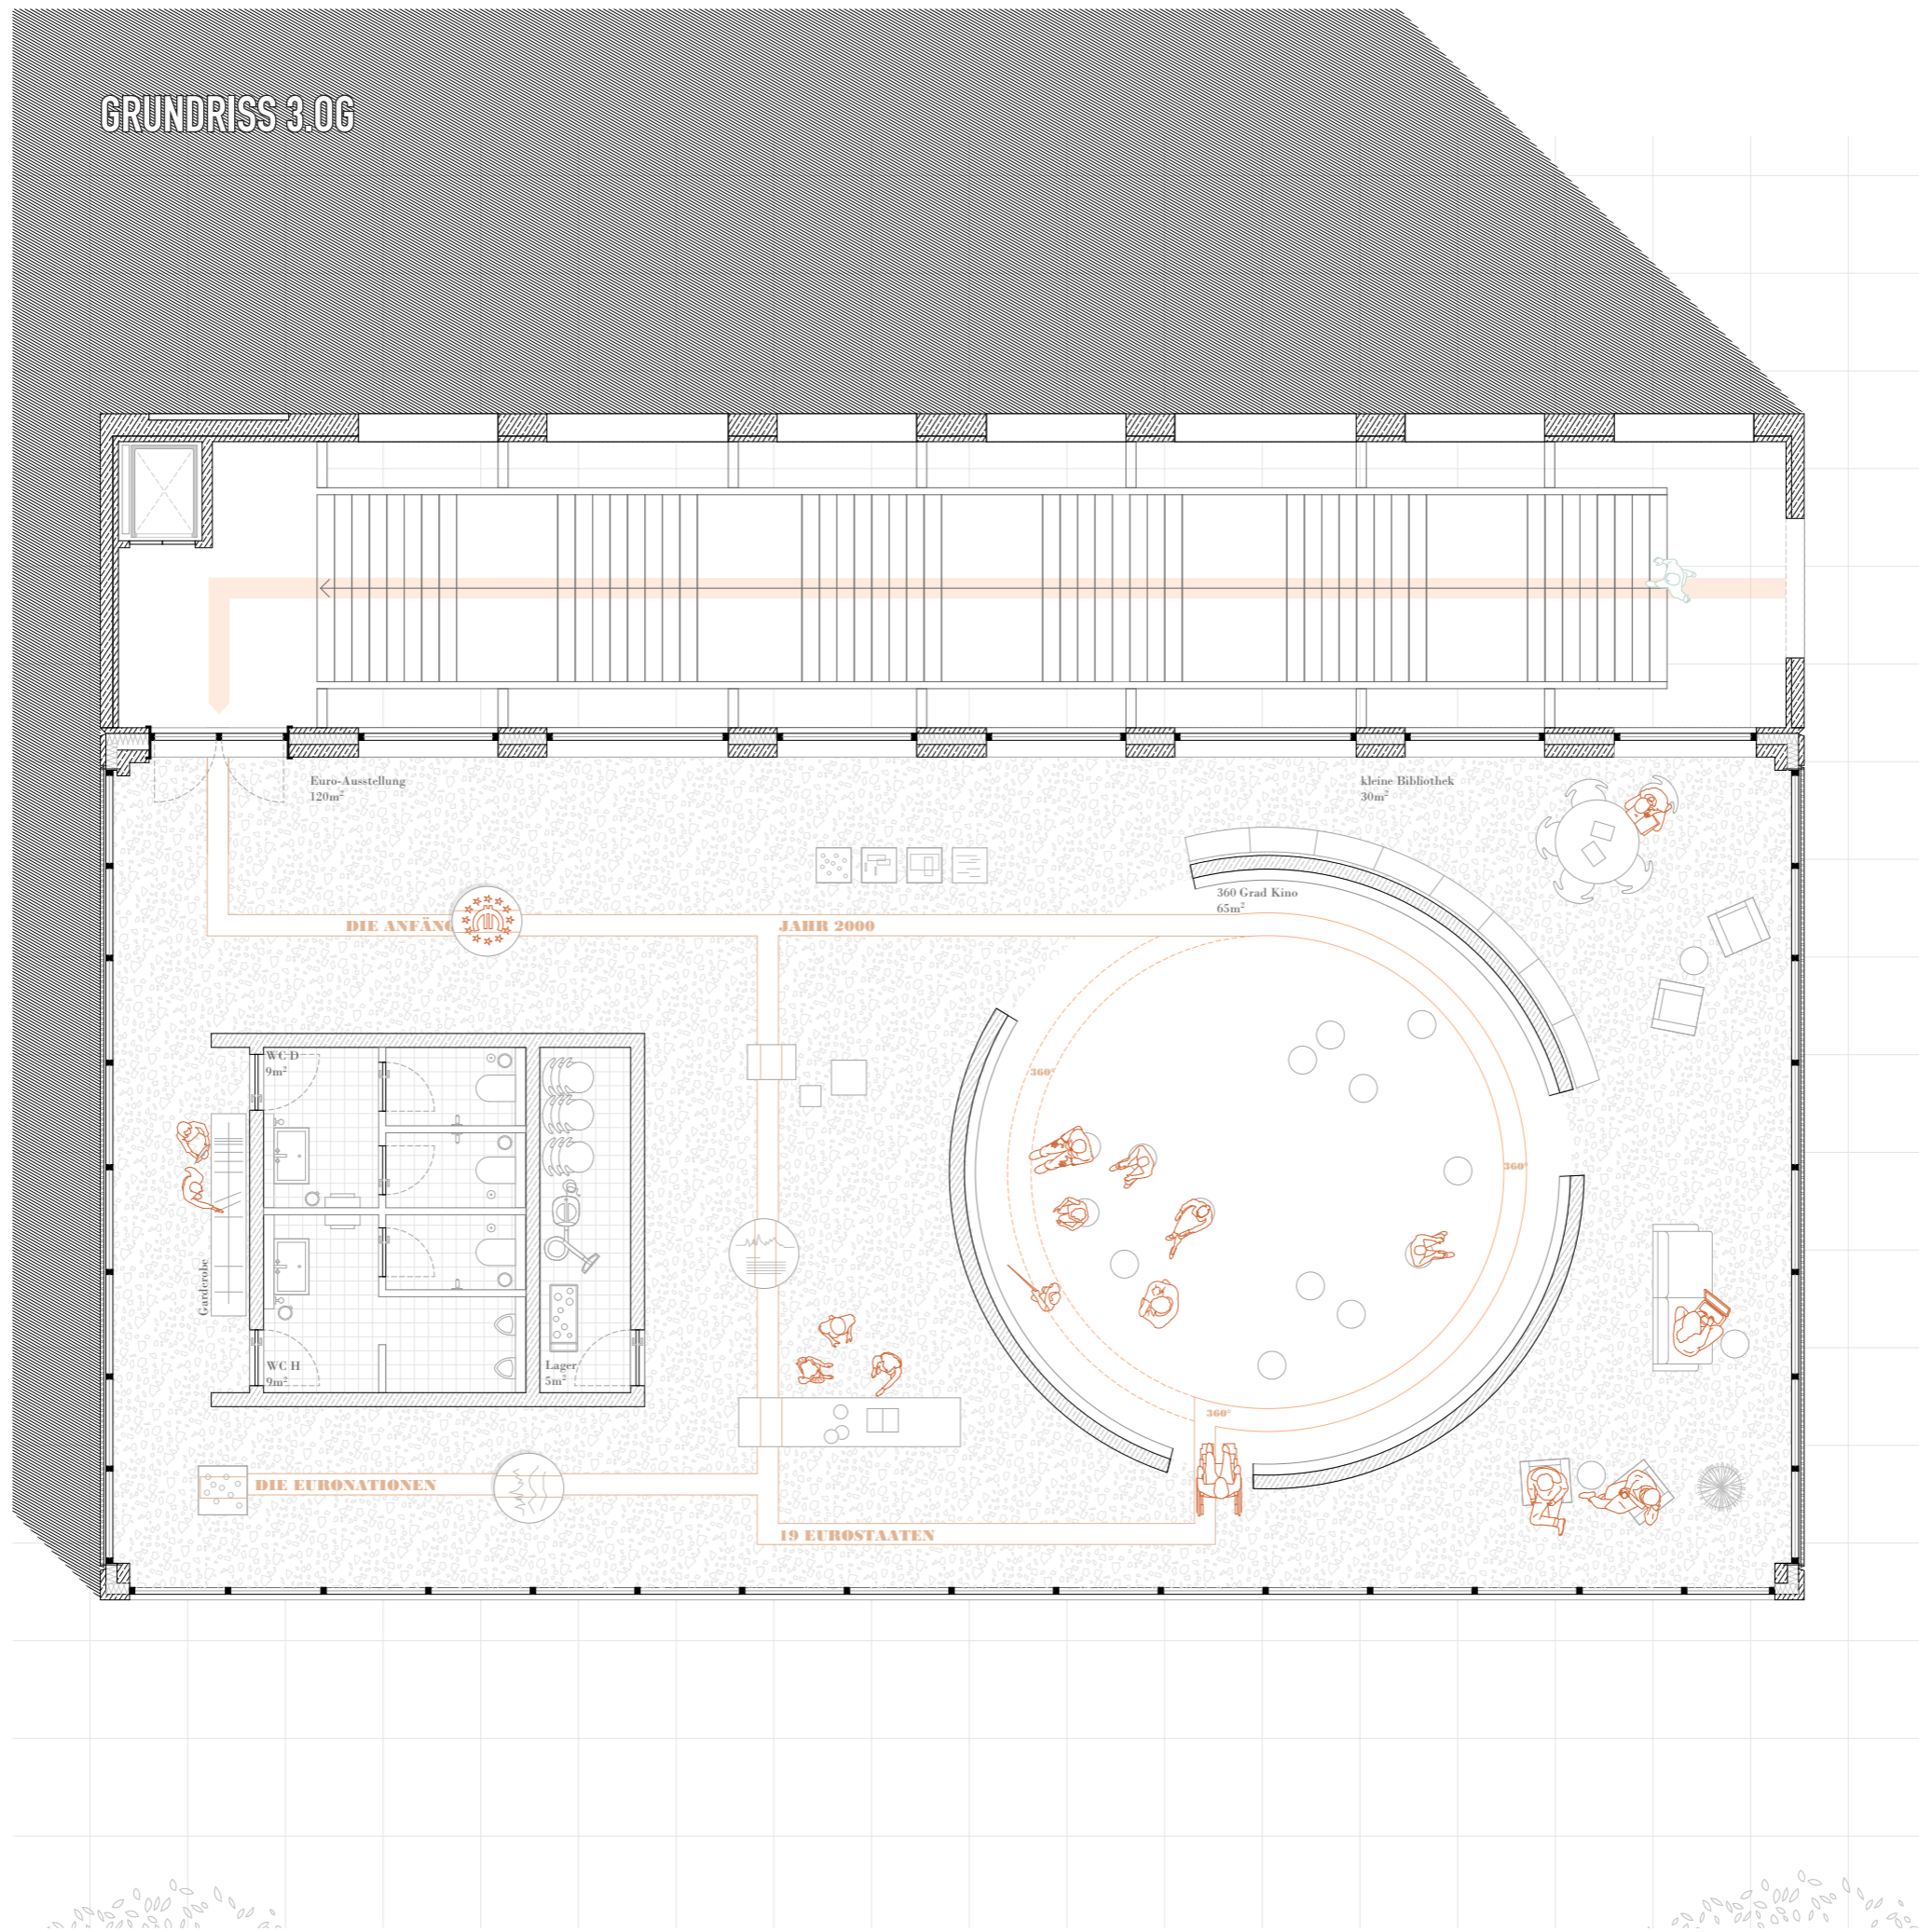 GRUNDRISS 3.OG
Euro-Ausstellung
120m²
kleine Bibliothek
30m²
360 Grad Kino
65m²
DIE ANFÄNG
JAHR 2000
WC D
9m²
360°
360°
Garderobe
WC H
9m²
Lager
5m²
360°
DIE EURONATIONEN
19 EUROSTAATEN